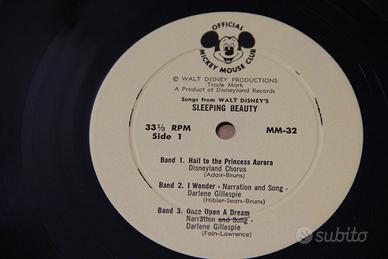 OFFICIAL
MICKEY MOUSE CLUB
© WALT DISNEY PRODUCTIONS
Trade Mark
A Product of Disneyland Records
Songs from WALT DISNEY'S
SLEEPING BEAUTY
33⅓ RPM
Side 1
MM-32
Band 1. Hail to the Princess Aurora
Disneyland Chorus
(Adair-Bruns)
Band 2. I Wonder - Narration and Song -
Darlene Gillespie
(Hibler-Sears-Bruns)
Band 3. Once Upon A Dream
Narration and Song -
Darlene Gillespie
(Fain-Lawrence)
subito